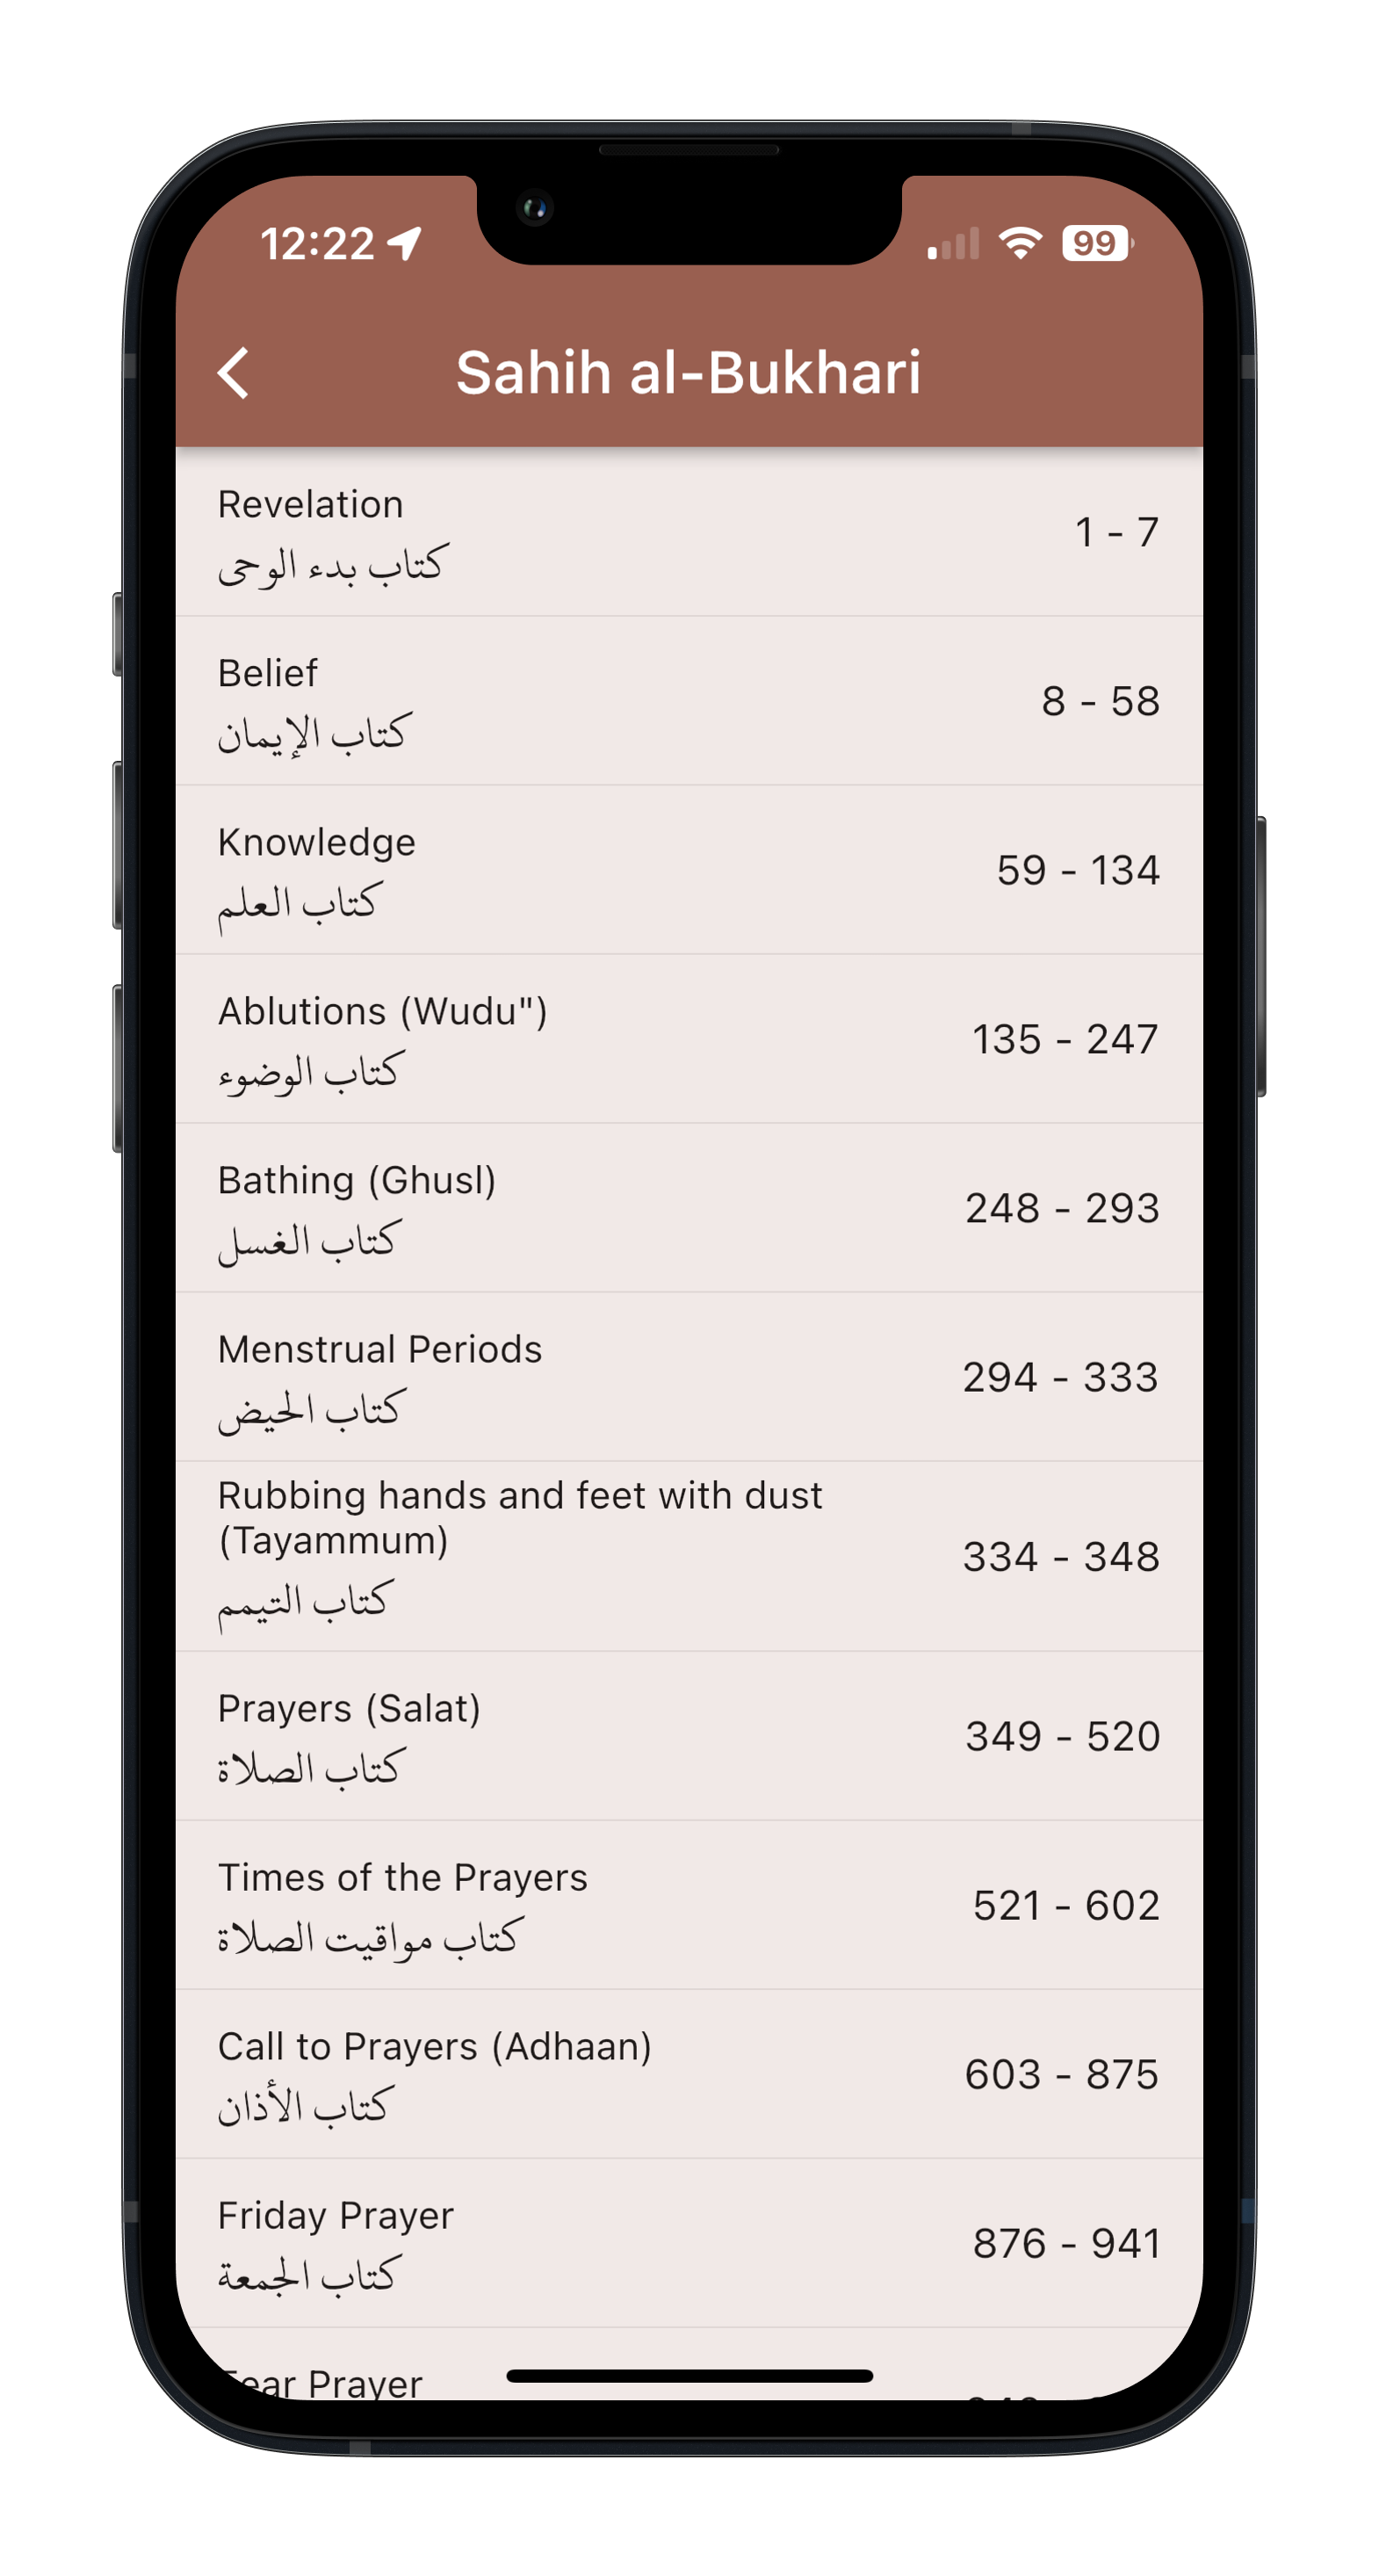 12:22
99
Sahih al-Bukhari
Revelation
1 - 7
كتاب بدء الوحى
Belief
8 - 58
كتاب الإيمان
Knowledge
59 - 134
كتاب العلم
Ablutions (Wudu")
135 - 247
كتاب الوضوء
Bathing (Ghusl)
248 - 293
كتاب الغسل
Menstrual Periods
294 - 333
كتاب الحيض
Rubbing hands and feet with dust
(Tayammum)
334 - 348
كتاب التيمم
Prayers (Salat)
349 - 520
كتاب الصلاة
Times of the Prayers
521 - 602
كتاب مواقيت الصلاة
Call to Prayers (Adhaan)
603 - 875
كتاب الأذان
Friday Prayer
876 - 941
كتاب الجمعة
Fear Prayer